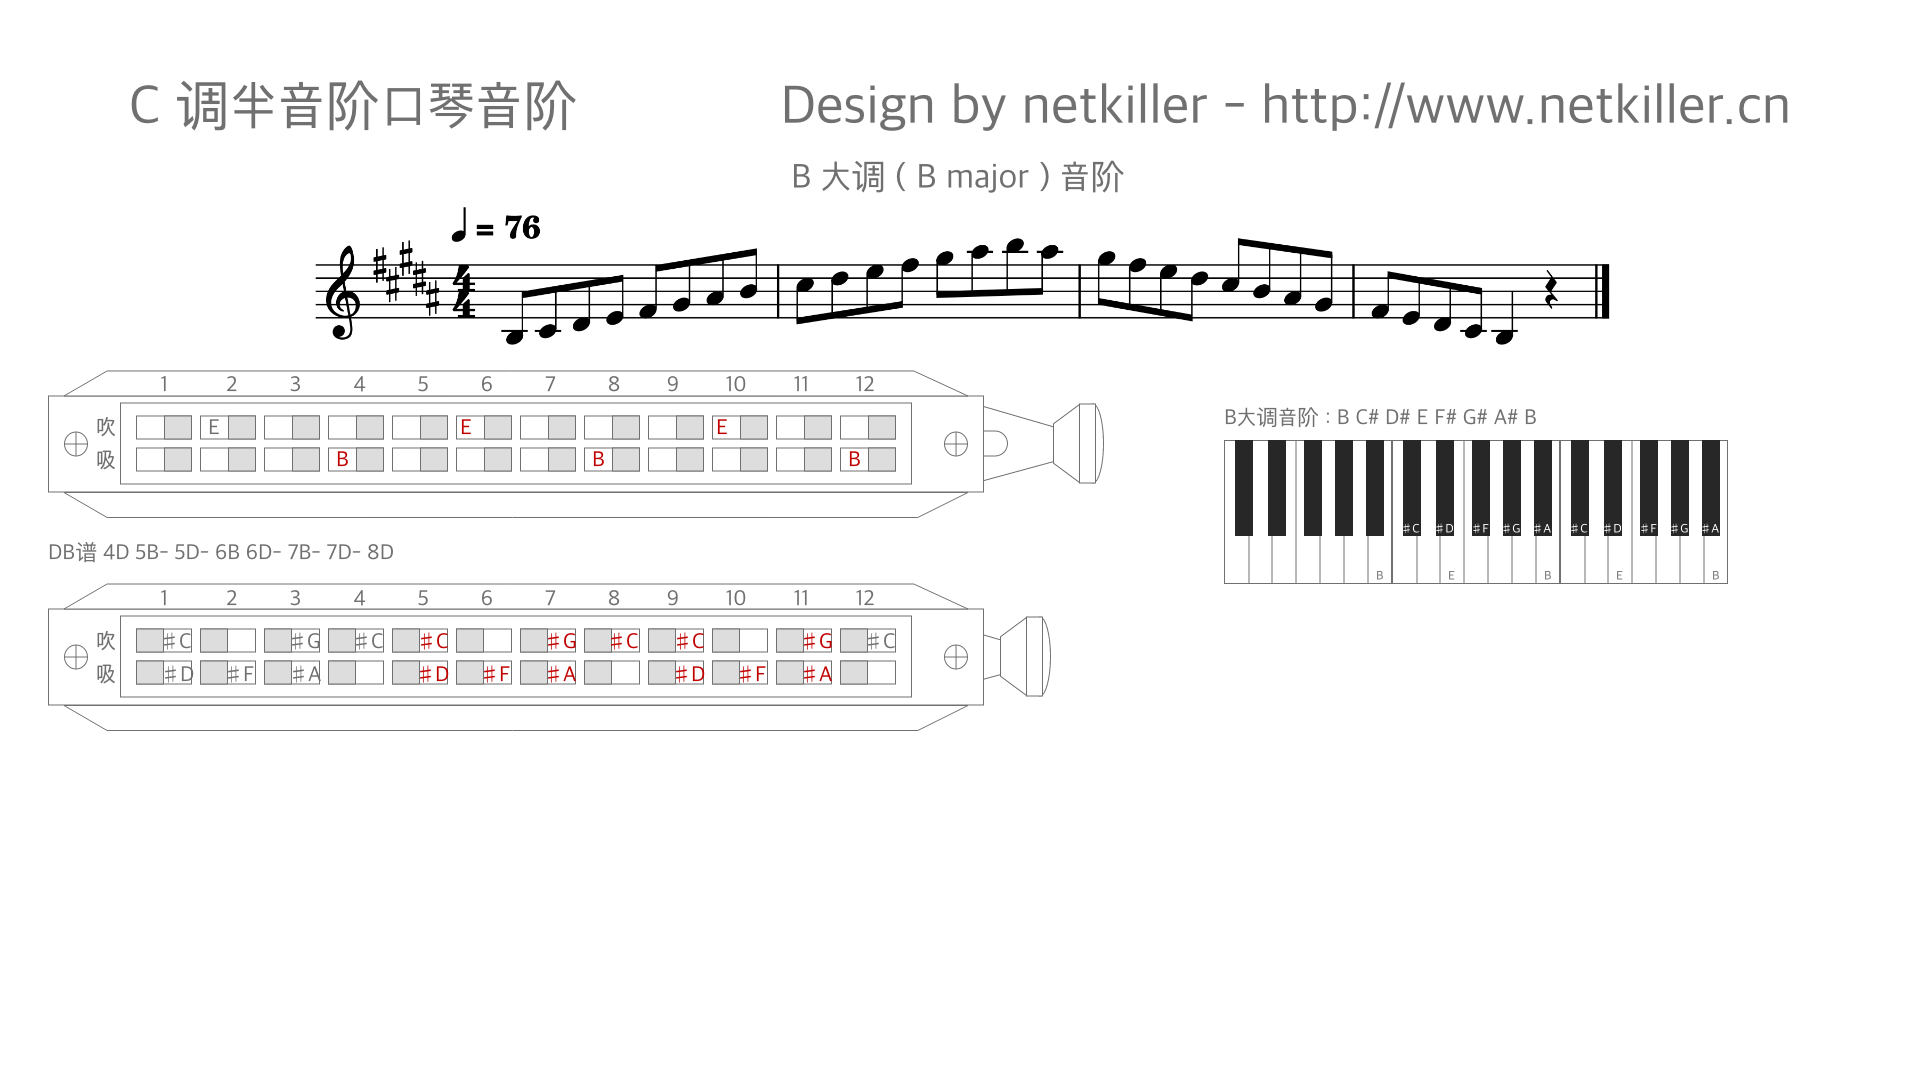 C 调半音阶口琴音阶 Design by netkiller - http://www.netkiller.cn
B 大调 ( B major ) 音阶
= 76
4
4
1 2 3 4 5 6 7 8 9 10 11 12
吹 E E E
吸 B B B
B大调音阶 : B C# D# E F# G# A# B
♯C ♯D ♯F ♯G ♯A ♯C ♯D ♯F ♯G ♯A
B E B E B
DB谱 4D 5B- 5D- 6B 6D- 7B- 7D- 8D
1 2 3 4 5 6 7 8 9 10 11 12
吹 ♯C ♯G ♯C ♯C ♯G ♯C ♯C ♯G ♯C
吸 ♯D ♯F ♯A ♯D ♯F ♯A ♯D ♯F ♯A